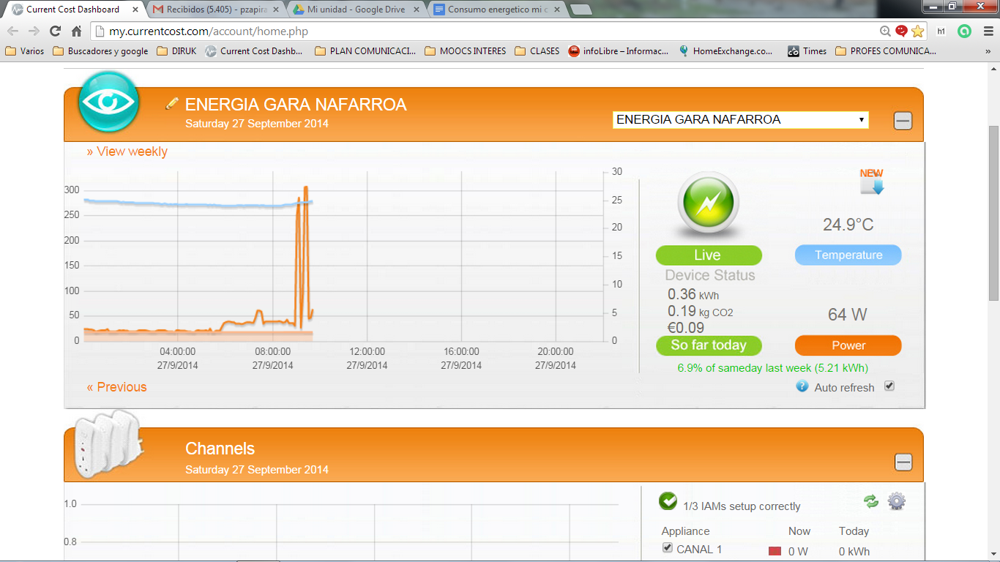 Current Cost Dashboard
Recibidos (5.405) - pzapira
Mi unidad - Google Drive
Consumo energetico mi c
my.currentcost.com/account/home.php
h1
Varios
Buscadores y google
DIRUK
Current Cost Dashb...
PLAN COMUNICACI...
MOOCS INTERES
CLASES
infoLibre – Informac...
HomeExchange.co...
Times
PROFES COMUNICA...
»
ENERGIA GARA NAFARROA
Saturday 27 September 2014
ENERGIA GARA NAFARROA
» View weekly
300
250
200
150
100
50
0
30
25
20
15
10
5
0
04:00:00
27/9/2014
08:00:00
27/9/2014
12:00:00
27/9/2014
16:00:00
27/9/2014
20:00:00
27/9/2014
« Previous
Live
Device Status
0.36 kWh
0.19 kg CO2
€0.09
So far today
NEW
24.9°C
Temperature
64 W
Power
6.9% of sameday last week (5.21 kWh)
? Auto refresh
Channels
Saturday 27 September 2014
1.0
0.8
1/3 IAMs setup correctly
Appliance Now Today
CANAL 1 0 W 0 kWh